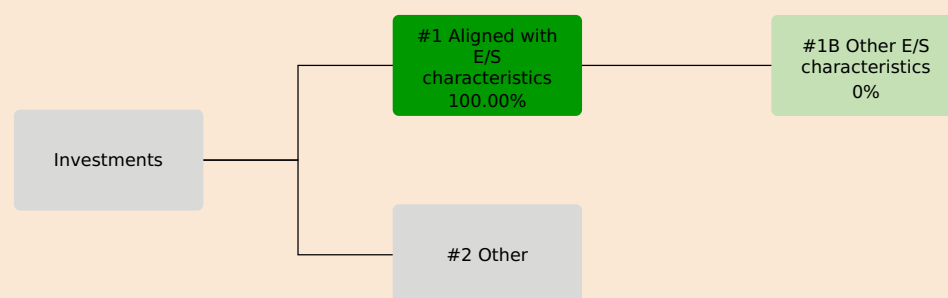 #1 Aligned with
E/S
characteristics
100.00%
#1B Other E/S
characteristics
0%
Investments
#2 Other